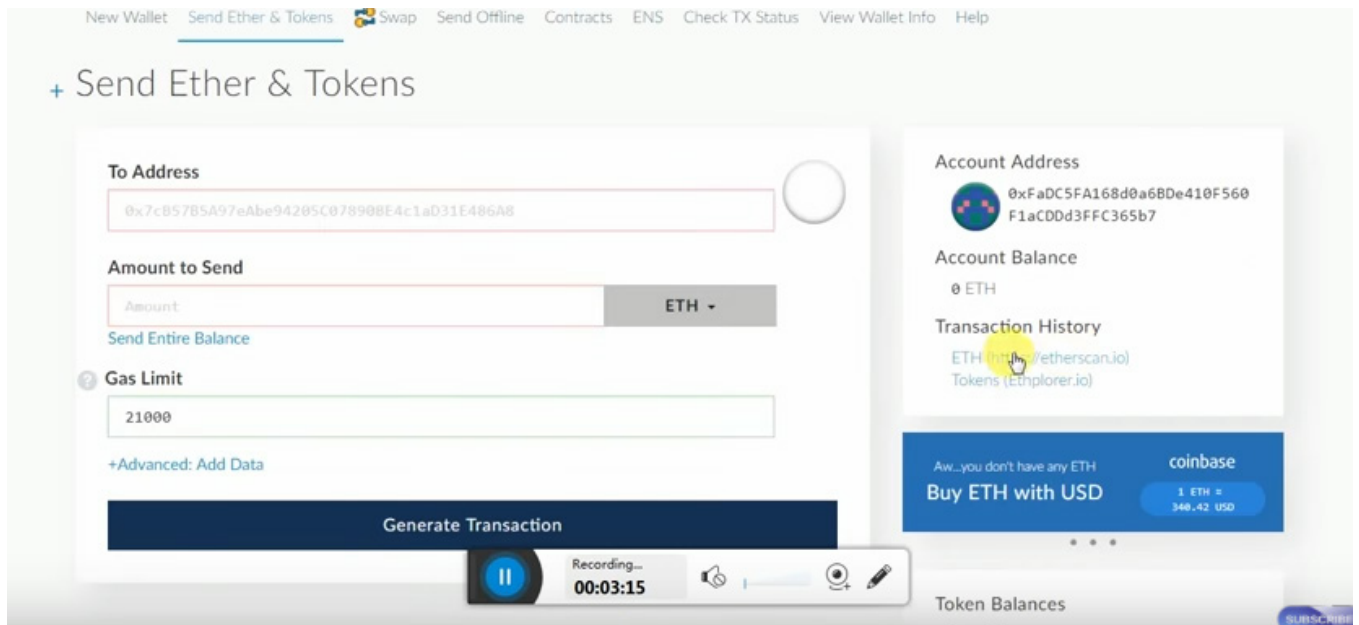 New Wallet Send Ether & Tokens Swap Send Offline Contracts ENS Check TX Status View Wallet Info Help
+ Send Ether & Tokens
To Address
0x7cB57B5A97eAbe94205C07890BE4c1aD31E486A8
Amount to Send
Amount
ETH
Send Entire Balance
? Gas Limit
21000
+Advanced: Add Data
Generate Transaction
Account Address
0xFaDC5FA168d0a6BDe410F560
F1aCDDd3FFC365b7
Account Balance
0 ETH
Transaction History
ETH (https://etherscan.io)
Tokens (Ethplorer.io)
Aw...you don't have any ETH
Buy ETH with USD
coinbase
1 ETH =
340.42 USD
Recording...
00:03:15
Token Balances
SUBSCRIBE